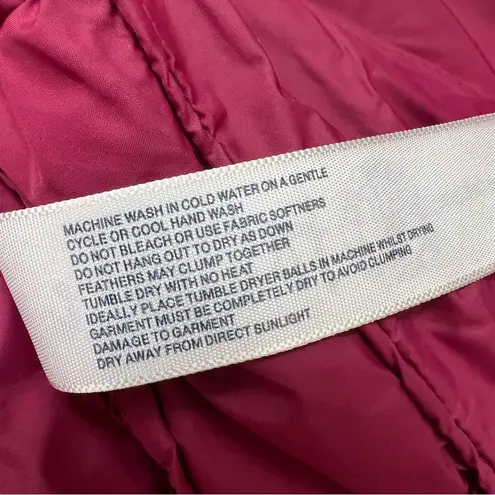 MACHINE WASH IN COLD WATER ON A GENTLE
CYCLE OR COOL HAND WASH
DO NOT BLEACH OR USE FABRIC SOFTNERS
DO NOT HANG OUT TO DRY AS DOWN
FEATHERS MAY CLUMP TOGETHER
TUMBLE DRY WITH NO HEAT
IDEALLY PLACE TUMBLE DRYER BALLS IN MACHINE WHILST DRYING
GARMENT MUST BE COMPLETELY DRY TO AVOID CLUMPING
DAMAGE TO GARMENT
DRY AWAY FROM DIRECT SUNLIGHT